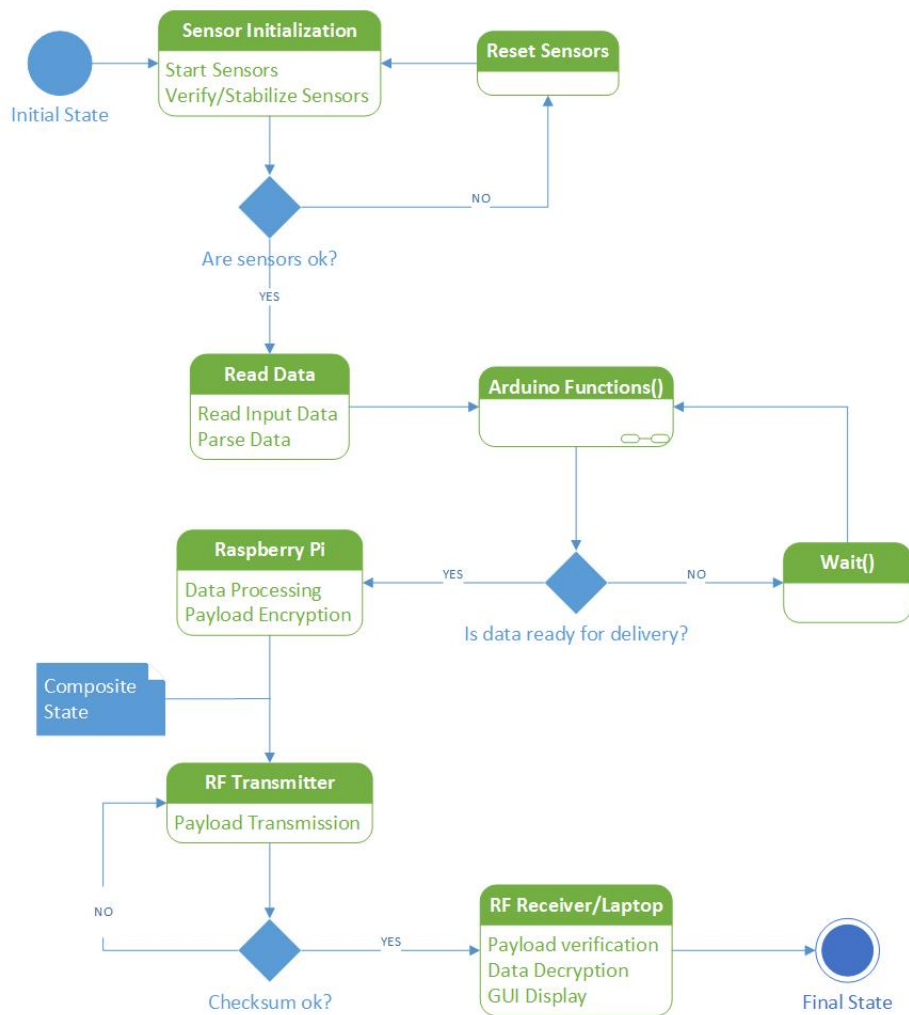 Sensor Initialization
Start Sensors
Verify/Stabilize Sensors
Reset Sensors
Initial State
NO
Are sensors ok?
YES
Read Data
Read Input Data
Parse Data
Arduino Functions()
Raspberry Pi
Data Processing
Payload Encryption
YES
NO
Wait()
Is data ready for delivery?
Composite
State
RF Transmitter
Payload Transmission
NO
YES
Checksum ok?
RF Receiver/Laptop
Payload verification
Data Decryption
GUI Display
Final State